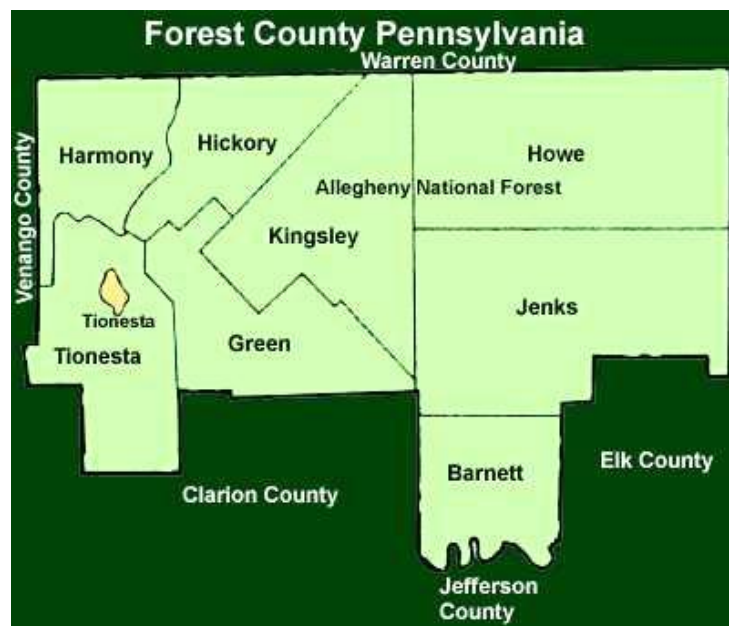 Forest County Pennsylvania
Warren County
Hickory
Harmony
Howe
Venango County
Allegheny National Forest
Kingsley
Jenks
Tionesta
Green
Tionesta
Barnett
Elk County
Clarion County
Jefferson
County